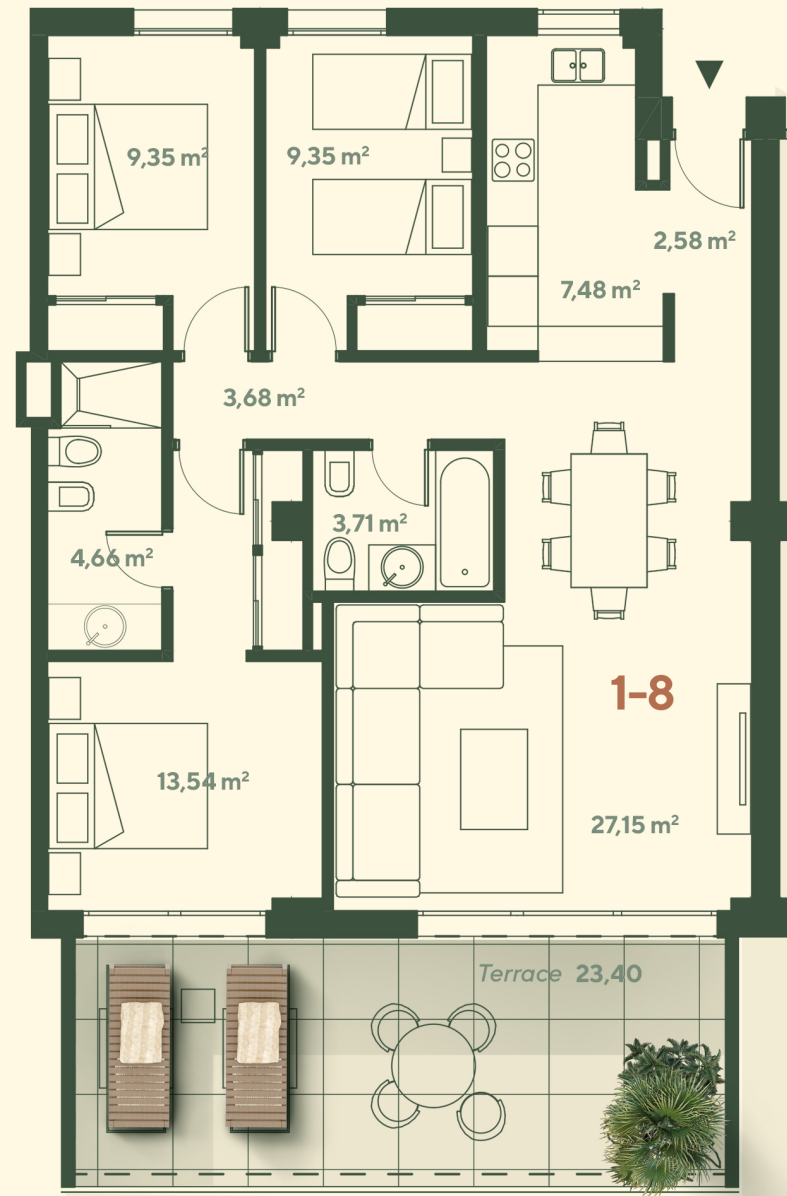 9,35 m²
9,35 m²
2,58 m²
7,48 m²
3,68 m²
3,71 m²
4,66 m²
1-8
13,54 m²
27,15 m²
Terrace 23,40